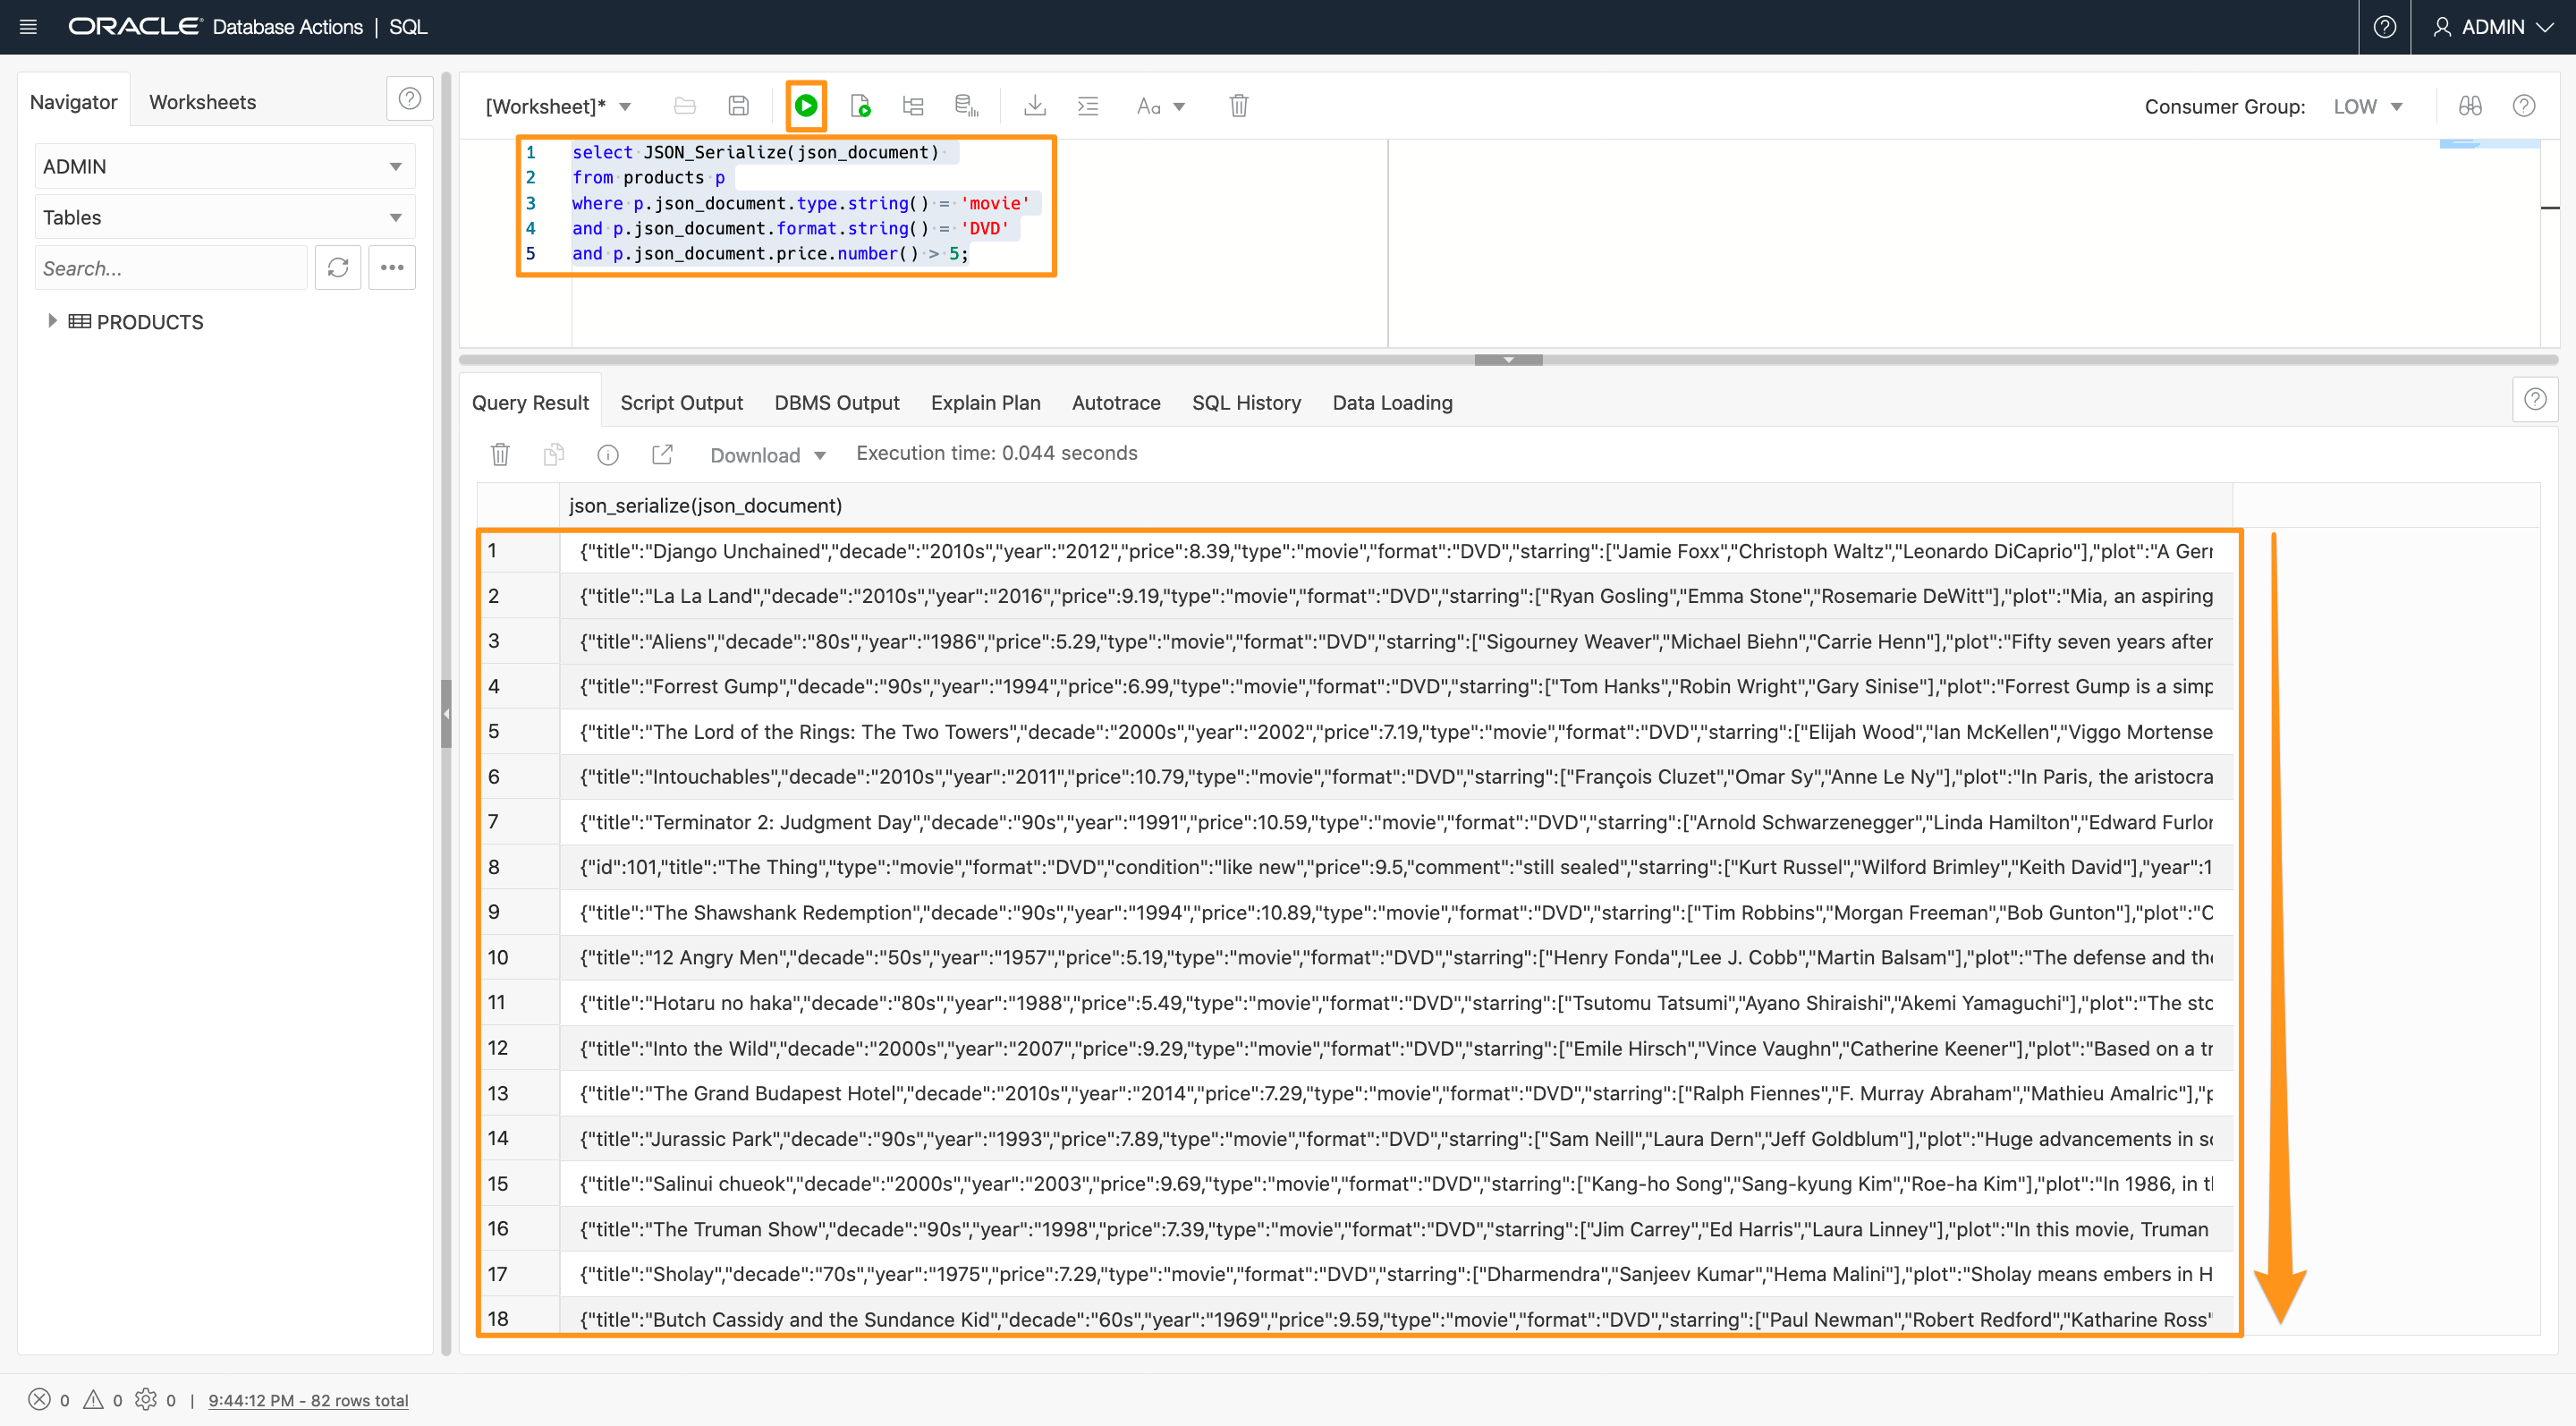 ORACLE® Database Actions | SQL
ADMIN
Navigator
Worksheets
[Worksheet]*
Aa
Consumer Group: LOW
ADMIN
Tables
Search...
PRODUCTS
1 select JSON_Serialize(json_document)
2 from products p
3 where p.json_document.type.string() = 'movie'
4 and p.json_document.format.string() = 'DVD'
5 and p.json_document.price.number() > 5;
Query Result Script Output DBMS Output Explain Plan Autotrace SQL History Data Loading
Download Execution time: 0.044 seconds
json_serialize(json_document)
1 {"title":"Django Unchained","decade":"2010s","year":"2012","price":8.39,"type":"movie","format":"DVD","starring":["Jamie Foxx","Christoph Waltz","Leonardo DiCaprio"],"plot":"A Ger
2 {"title":"La La Land","decade":"2010s","year":"2016","price":9.19,"type":"movie","format":"DVD","starring":["Ryan Gosling","Emma Stone","Rosemarie DeWitt"],"plot":"Mia, an aspiring
3 {"title":"Aliens","decade":"80s","year":"1986","price":5.29,"type":"movie","format":"DVD","starring":["Sigourney Weaver","Michael Biehn","Carrie Henn"],"plot":"Fifty seven years after
4 {"title":"Forrest Gump","decade":"90s","year":"1994","price":6.99,"type":"movie","format":"DVD","starring":["Tom Hanks","Robin Wright","Gary Sinise"],"plot":"Forrest Gump is a simp
5 {"title":"The Lord of the Rings: The Two Towers","decade":"2000s","year":"2002","price":7.19,"type":"movie","format":"DVD","starring":["Elijah Wood","Ian McKellen","Viggo Mortense
6 {"title":"Intouchables","decade":"2010s","year":"2011","price":10.79,"type":"movie","format":"DVD","starring":["François Cluzet","Omar Sy","Anne Le Ny"],"plot":"In Paris, the aristocra
7 {"title":"Terminator 2: Judgment Day","decade":"90s","year":"1991","price":10.59,"type":"movie","format":"DVD","starring":["Arnold Schwarzenegger","Linda Hamilton","Edward Furlo
8 {"id":101,"title":"The Thing","type":"movie","format":"DVD","condition":"like new","price":9.5,"comment":"still sealed","starring":["Kurt Russel","Wilford Brimley","Keith David"],"year":1
9 {"title":"The Shawshank Redemption","decade":"90s","year":"1994","price":10.89,"type":"movie","format":"DVD","starring":["Tim Robbins","Morgan Freeman","Bob Gunton"],"plot":"C
10 {"title":"12 Angry Men","decade":"50s","year":"1957","price":5.19,"type":"movie","format":"DVD","starring":["Henry Fonda","Lee J. Cobb","Martin Balsam"],"plot":"The defense and the
11 {"title":"Hotaru no haka","decade":"80s","year":"1988","price":5.49,"type":"movie","format":"DVD","starring":["Tsutomu Tatsumi","Ayano Shiraishi","Akemi Yamaguchi"],"plot":"The sto
12 {"title":"Into the Wild","decade":"2000s","year":"2007","price":9.29,"type":"movie","format":"DVD","starring":["Emile Hirsch","Vince Vaughn","Catherine Keener"],"plot":"Based on a tr
13 {"title":"The Grand Budapest Hotel","decade":"2010s","year":"2014","price":7.29,"type":"movie","format":"DVD","starring":["Ralph Fiennes","F. Murray Abraham","Mathieu Amalric"],"p
14 {"title":"Jurassic Park","decade":"90s","year":"1993","price":7.89,"type":"movie","format":"DVD","starring":["Sam Neill","Laura Dern","Jeff Goldblum"],"plot":"Huge advancements in sc
15 {"title":"Salinui chueok","decade":"2000s","year":"2003","price":9.69,"type":"movie","format":"DVD","starring":["Kang-ho Song","Sang-kyung Kim","Roe-ha Kim"],"plot":"In 1986, in t
16 {"title":"The Truman Show","decade":"90s","year":"1998","price":7.39,"type":"movie","format":"DVD","starring":["Jim Carrey","Ed Harris","Laura Linney"],"plot":"In this movie, Truman
17 {"title":"Sholay","decade":"70s","year":"1975","price":7.29,"type":"movie","format":"DVD","starring":["Dharmendra","Sanjeev Kumar","Hema Malini"],"plot":"Sholay means embers in H
18 {"title":"Butch Cassidy and the Sundance Kid","decade":"60s","year":"1969","price":9.59,"type":"movie","format":"DVD","starring":["Paul Newman","Robert Redford","Katharine Ross"
0 0 0 | 9:44:12 PM - 82 rows total